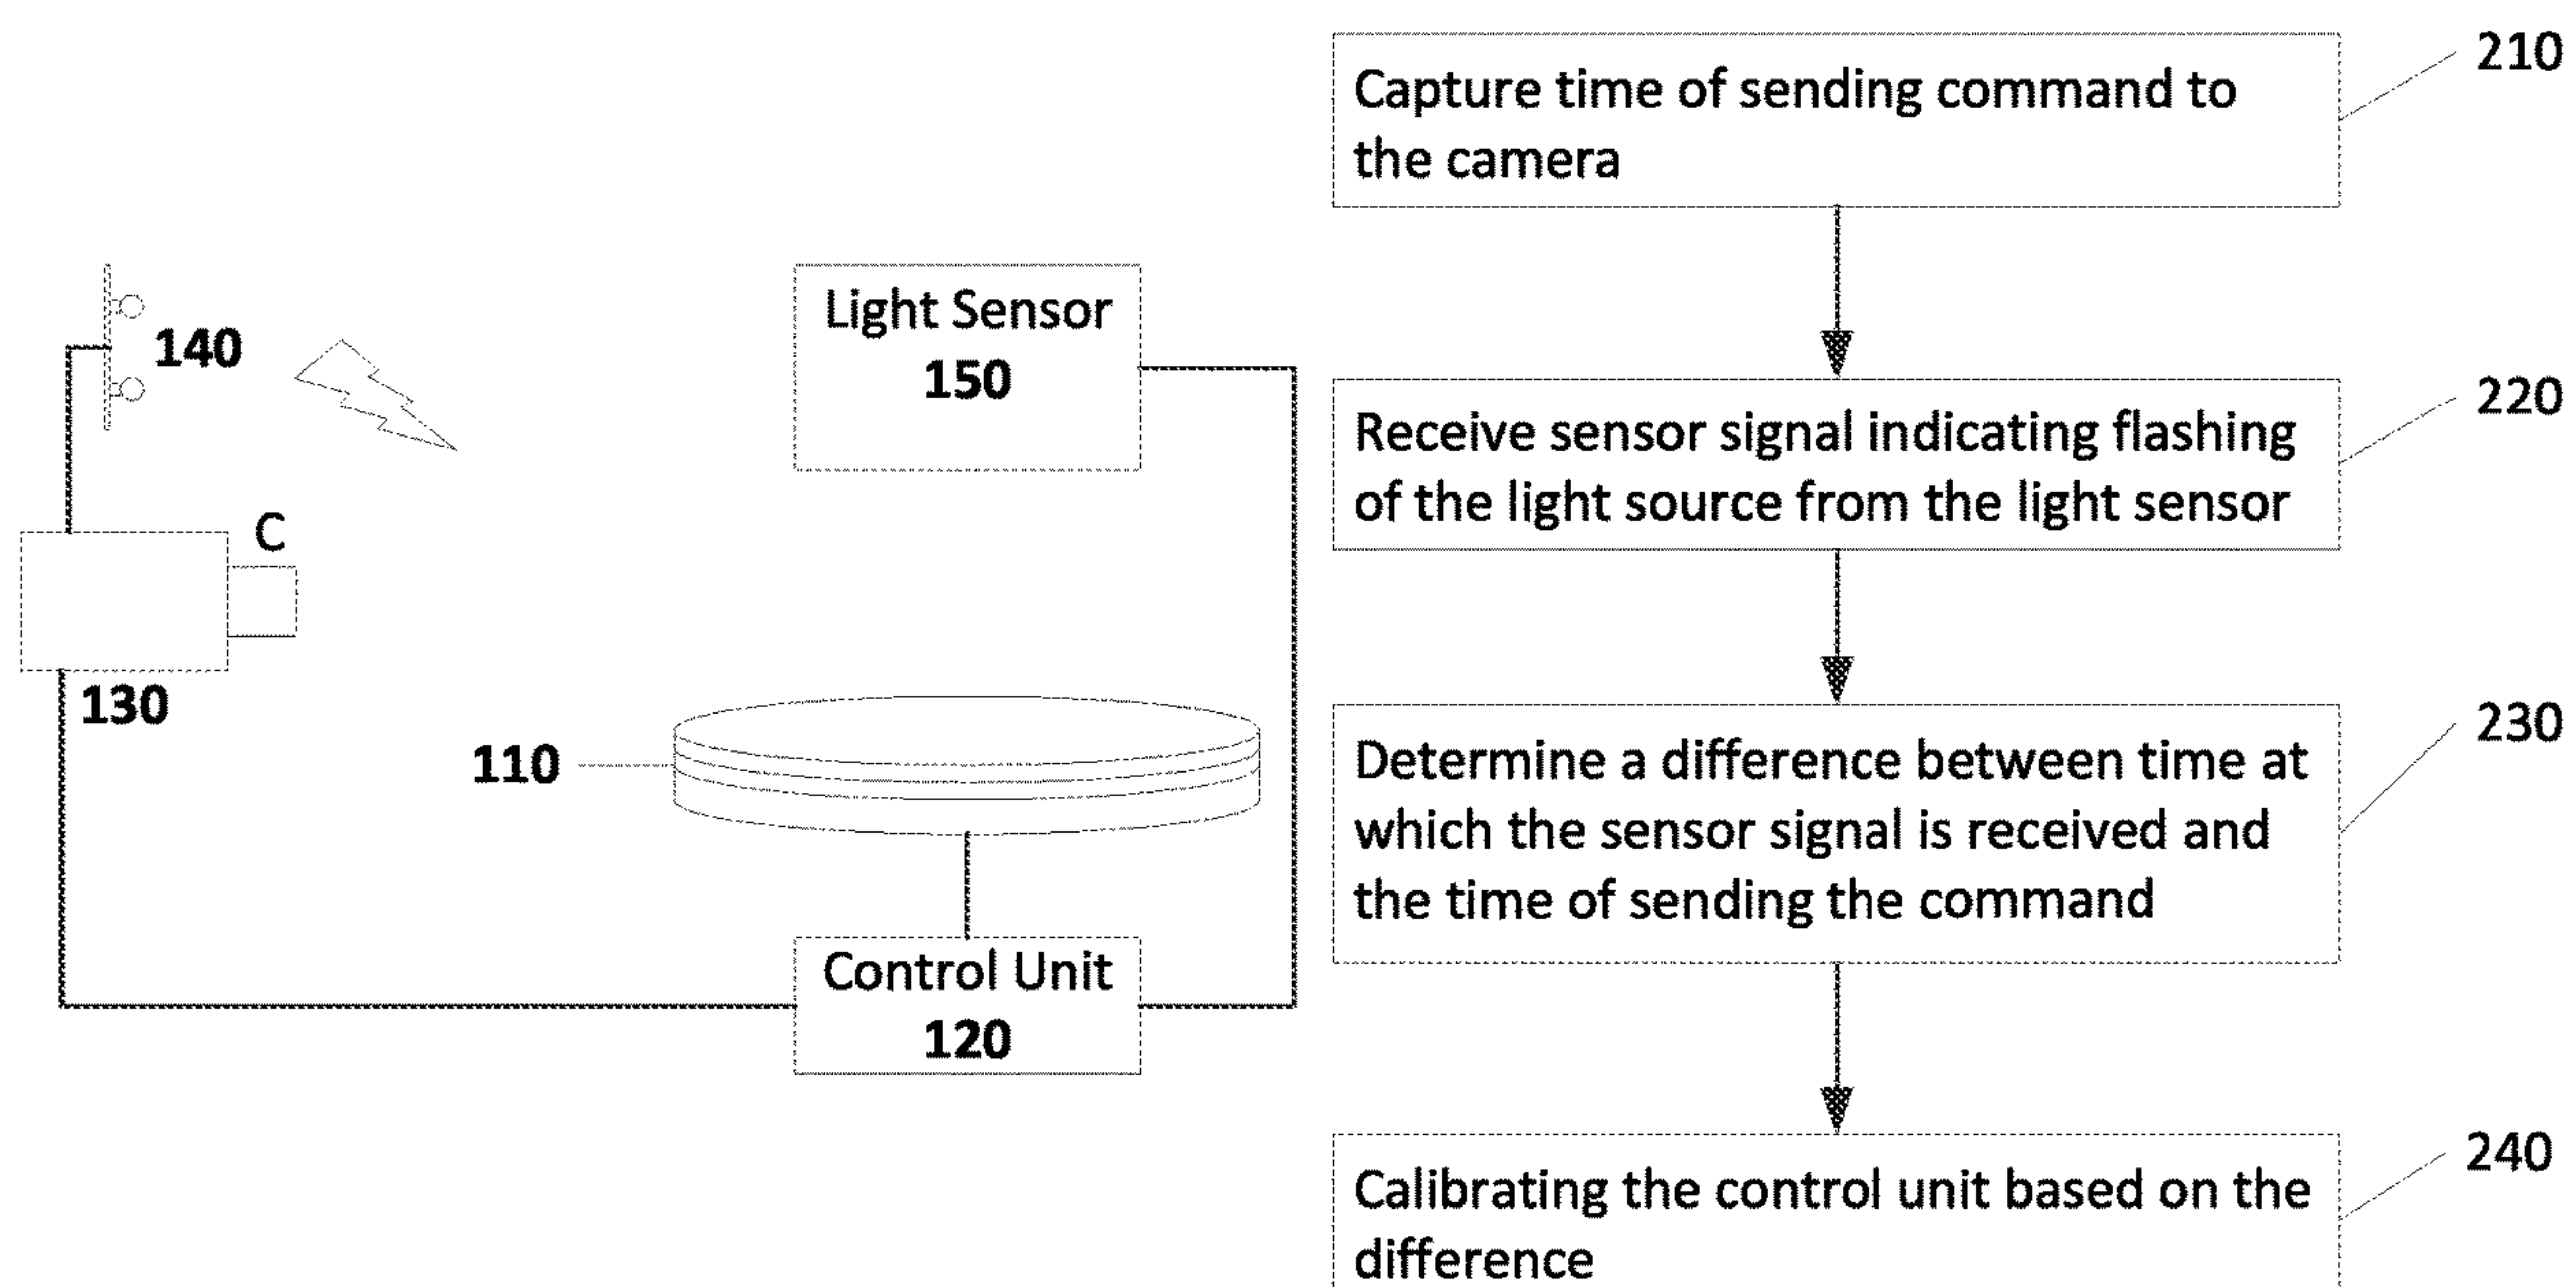 140
Light Sensor
150
C
130
110
Control Unit
120
Capture time of sending command to
the camera
210
Receive sensor signal indicating flashing
of the light source from the light sensor
220
Determine a difference between time at
which the sensor signal is received and
the time of sending the command
230
Calibrating the control unit based on the
difference
240